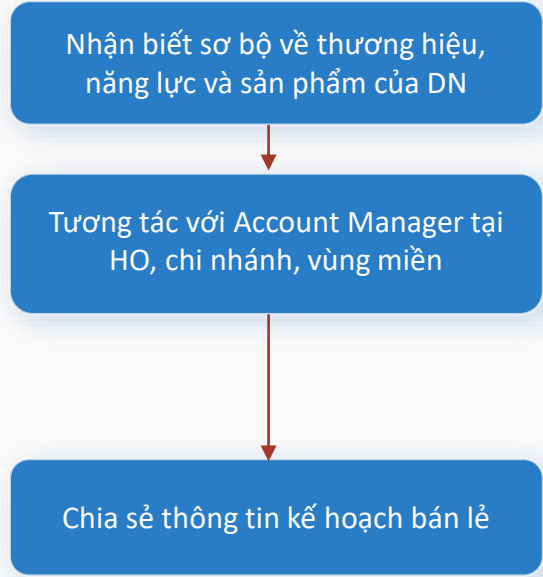 Nhận biết sơ bộ về thương hiệu,
năng lực và sản phẩm của DN
Tương tác với Account Manager tại
HO, chi nhánh, vùng miền
Chia sẻ thông tin kế hoạch bán lẻ